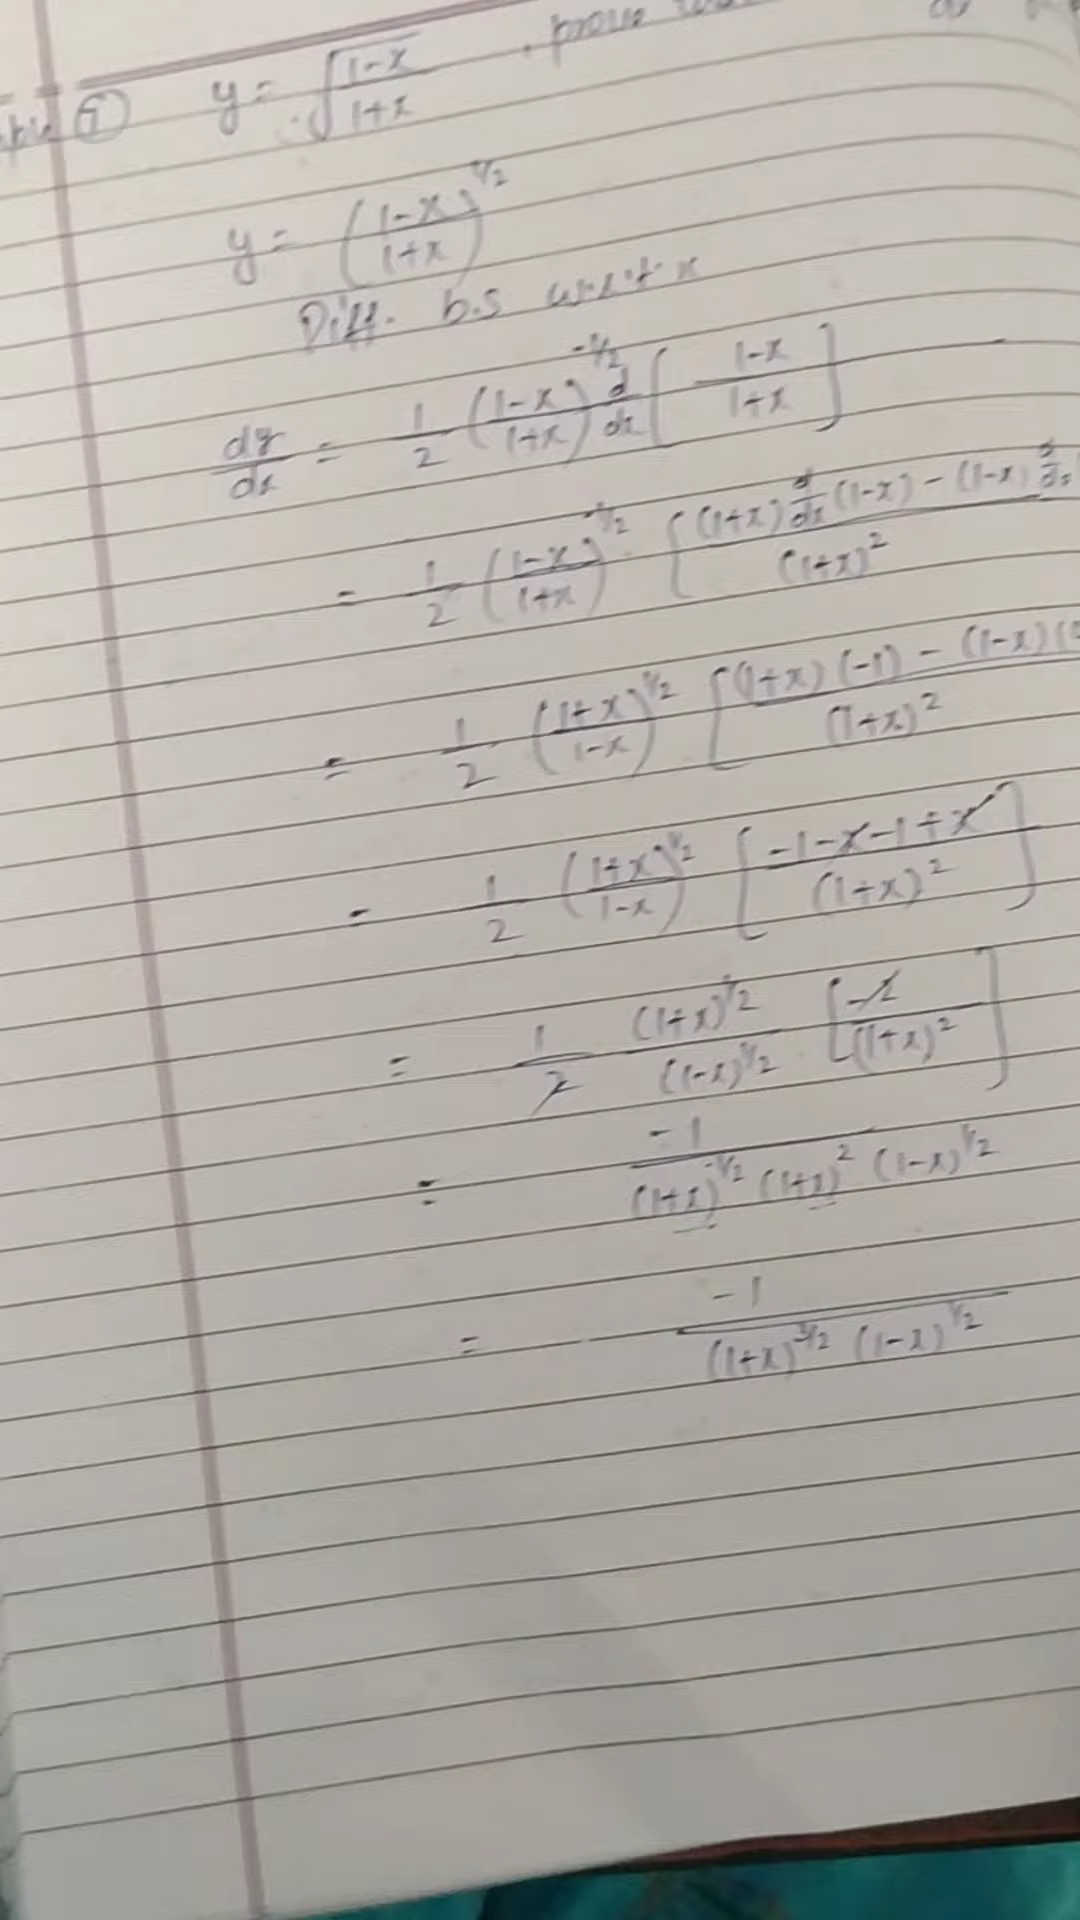 ⑦ y = √((1-x)/(1+x)) , prove
y = ((1-x)/(1+x))^1/2
Diff. b.s w.r.t x
dy/dx = 1/2 ((1-x)/(1+x))^-1/2 d/dx [ (1-x)/(1+x) ]
= 1/2 ((1-x)/(1+x))^-1/2 . [ ((1+x) d/dx (1-x) - (1-x) d/dx / (1+x)^2
= 1/2 ((1+x)/(1-x))^1/2 [ ((1+x) (-1) - (1-x) ( / (1+x)^2
= 1/2 ((1+x)/(1-x))^1/2 [ (-1-x-1+x)/(1+x)^2 ]
= 1/2 (1+x)^1/2/(1-x)^1/2 . [ -2/(1+x)^2 ]
= -1/((1+x)^-1/2 (1+x)^2 (1-x)^1/2)
= -1/((1+x)^3/2 (1-x)^1/2)